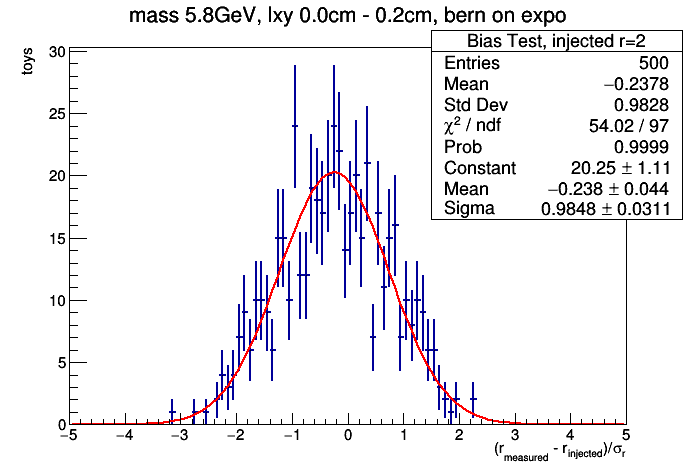 mass 5.8GeV, lxy 0.0cm - 0.2cm, bern on expo
Bias Test, injected r=2
Entries 500
Mean −0.2378
Std Dev 0.9828
χ² / ndf 54.02 / 97
Prob 0.9999
Constant 20.25 ± 1.11
Mean −0.238 ± 0.044
Sigma 0.9848 ± 0.0311
toys
30
25
20
15
10
5
0
−5 −4 −3 −2 −1 0 1 2 3 4 5
(r_measured - r_injected)/σ_r